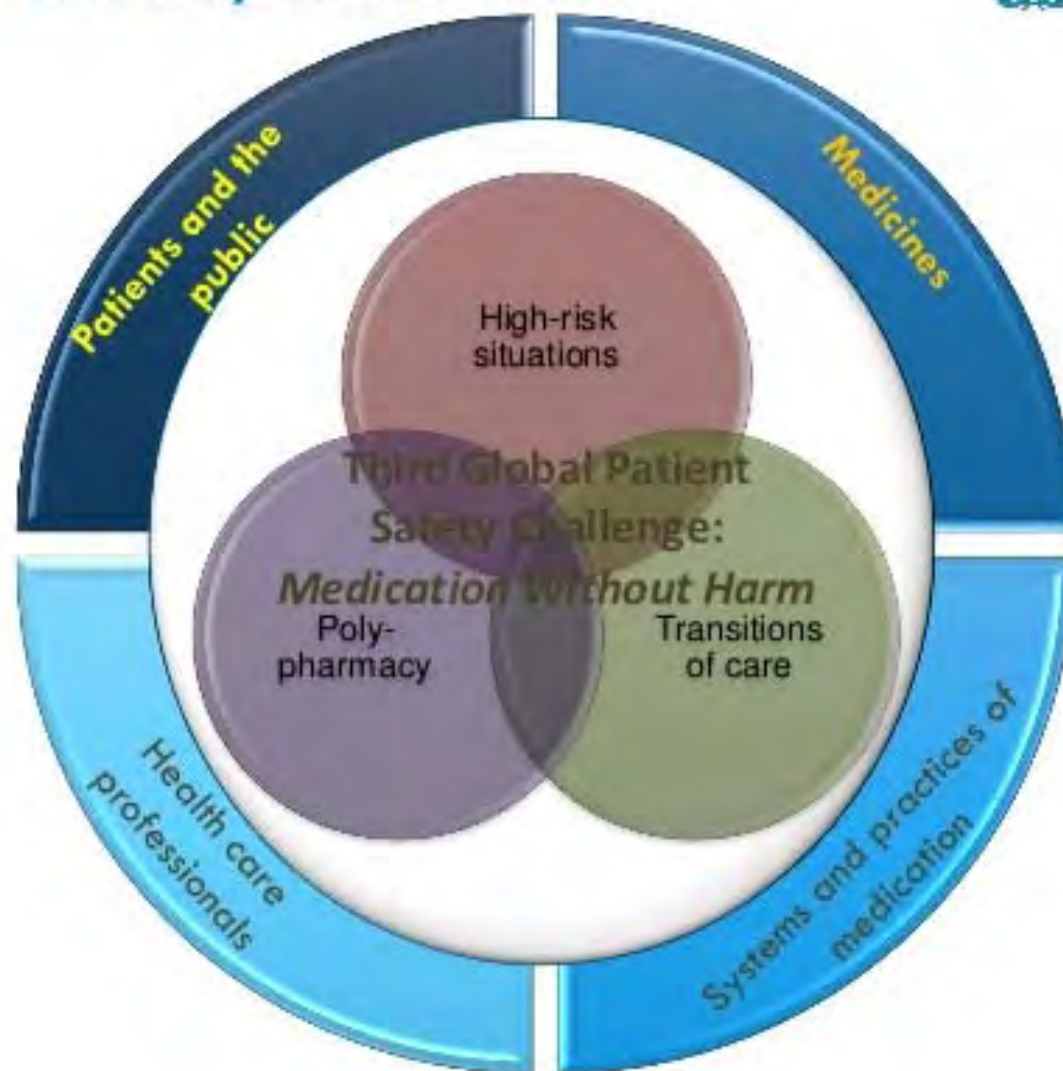 Patients and the
public
Medicines
High-risk
situations
Third Global Patient
Safety Challenge:
Medication Without Harm
Poly-
pharmacy
Transitions
of care
Health care
professionals
Systems and practices of
medication